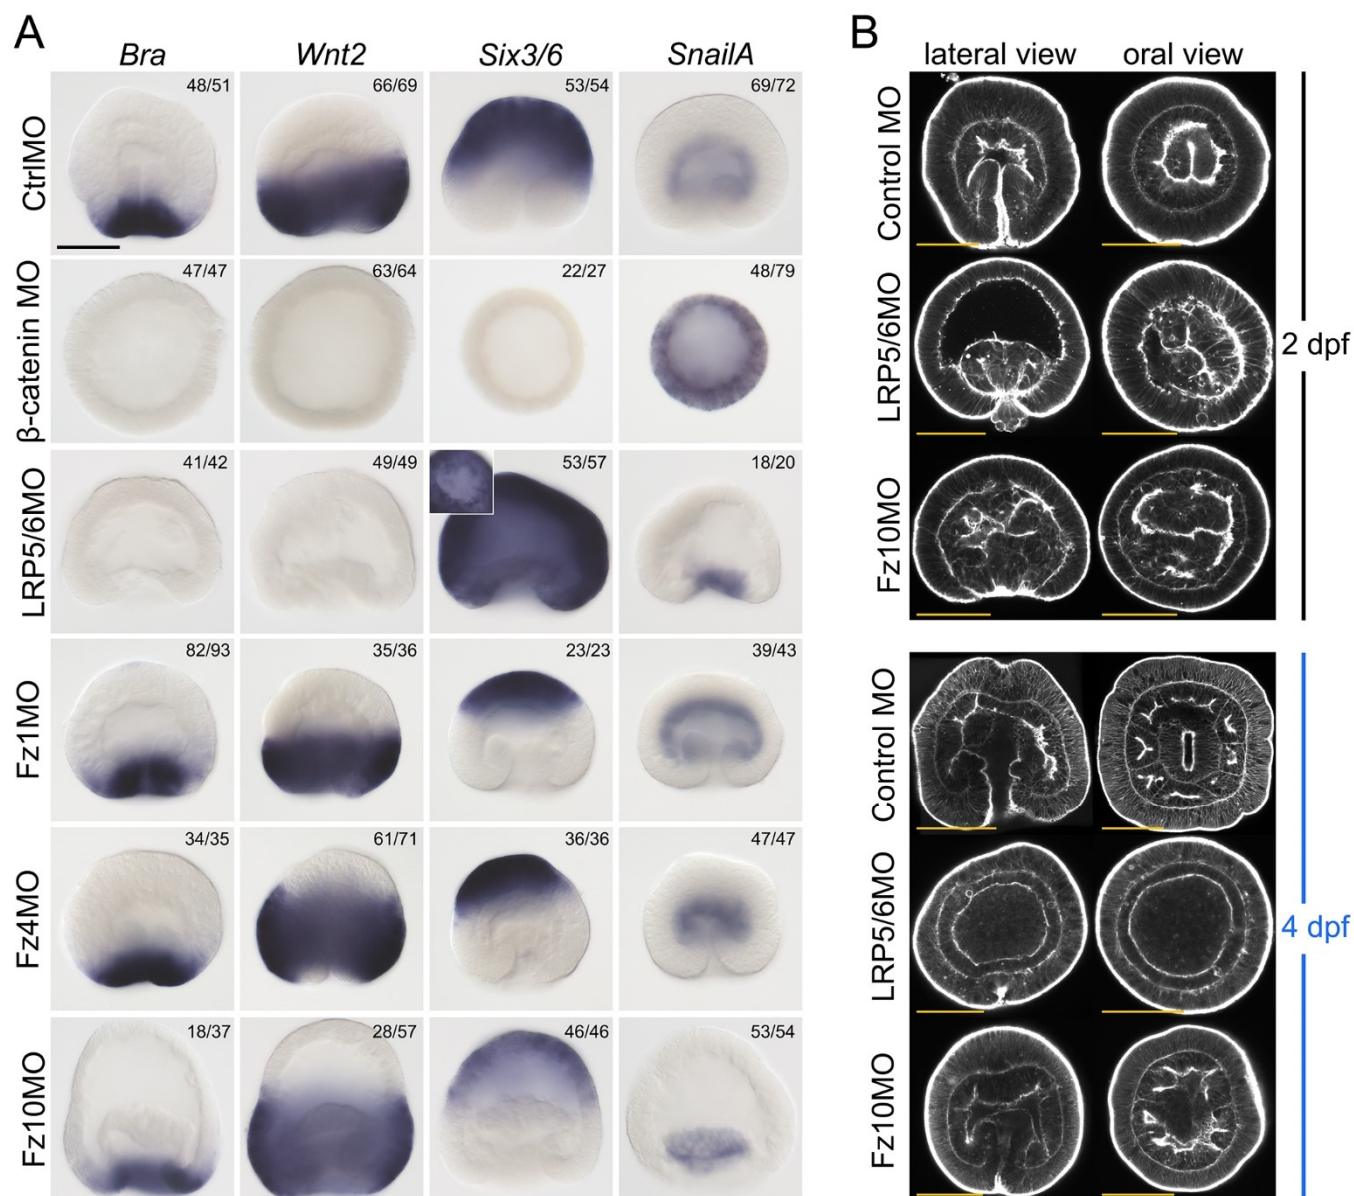 A
B
Bra Wnt2 Six3/6 SnailA
lateral view oral view
CtrlMO 48/51 66/69 53/54 69/72
β-catenin MO 47/47 63/64 22/27 48/79
LRP5/6MO 41/42 49/49 53/57 18/20
Fz1MO 82/93 35/36 23/23 39/43
Fz4MO 34/35 61/71 36/36 47/47
Fz10MO 18/37 28/57 46/46 53/54
Control MO
LRP5/6MO
Fz10MO
2 dpf
Control MO
LRP5/6MO
Fz10MO
4 dpf